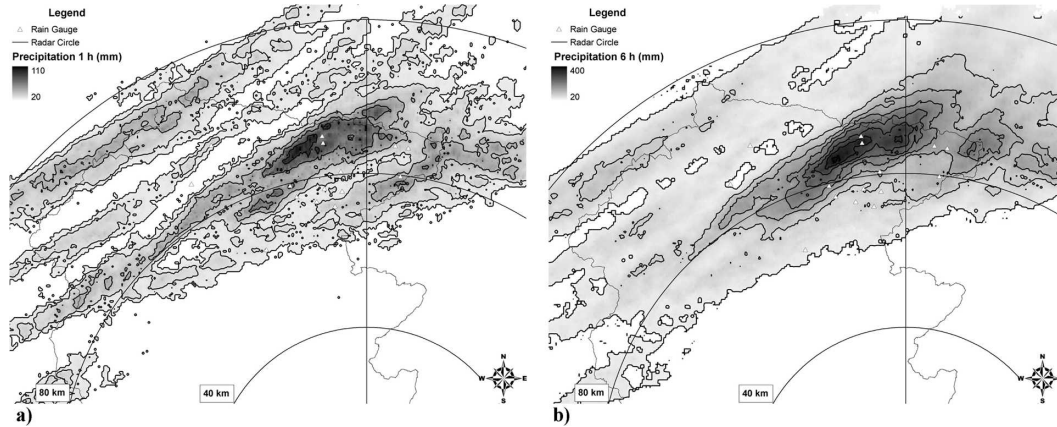 Legend
Rain Gauge
Radar Circle
Precipitation 1 h (mm)
110
20
80 km
40 km
N
W
E
S
a)
Legend
Rain Gauge
Radar Circle
Precipitation 6 h (mm)
400
20
80 km
40 km
N
W
E
S
b)